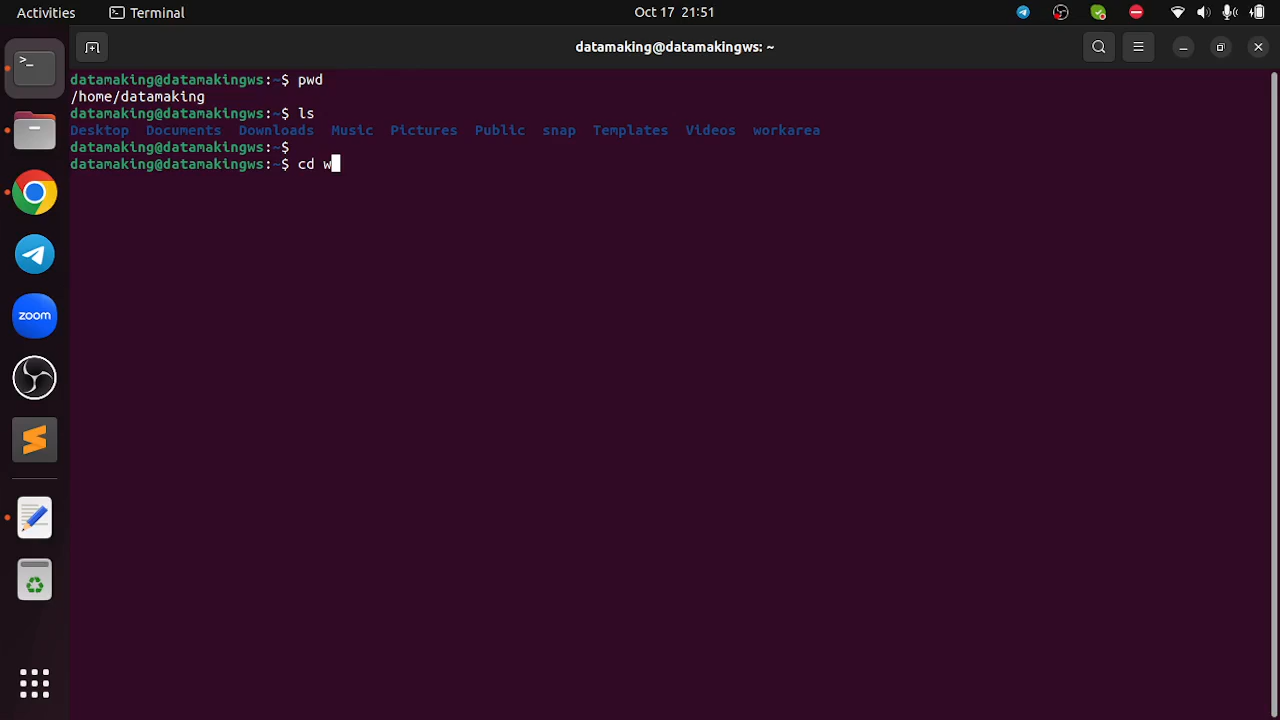 Activities Terminal Oct 17 21:51
datamaking@datamakingws: ~
datamaking@datamakingws:~$ pwd
/home/datamaking
datamaking@datamakingws:~$ ls
Desktop Documents Downloads Music Pictures Public snap Templates Videos workarea
datamaking@datamakingws:~$
datamaking@datamakingws:~$ cd w
zoom